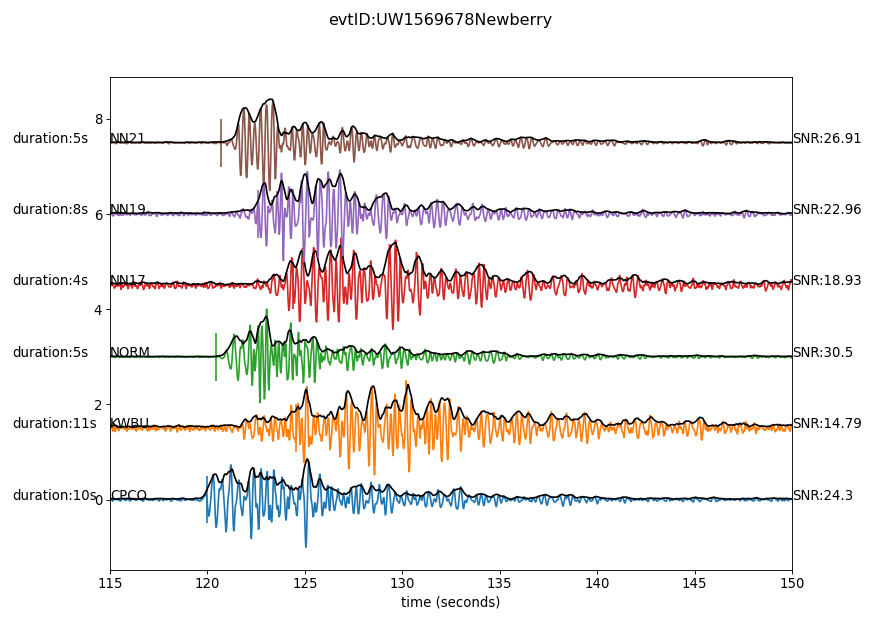 evtID:UW1569678Newberry
8
duration:5s NN21 SNR:26.91
duration:8s NN19 SNR:22.96
6
duration:4s NN17 SNR:18.93
4
duration:5s NORM SNR:30.5
2
duration:11s KWBU SNR:14.79
duration:10s CPCO SNR:24.3
0
115 120 125 130 135 140 145 150
time (seconds)